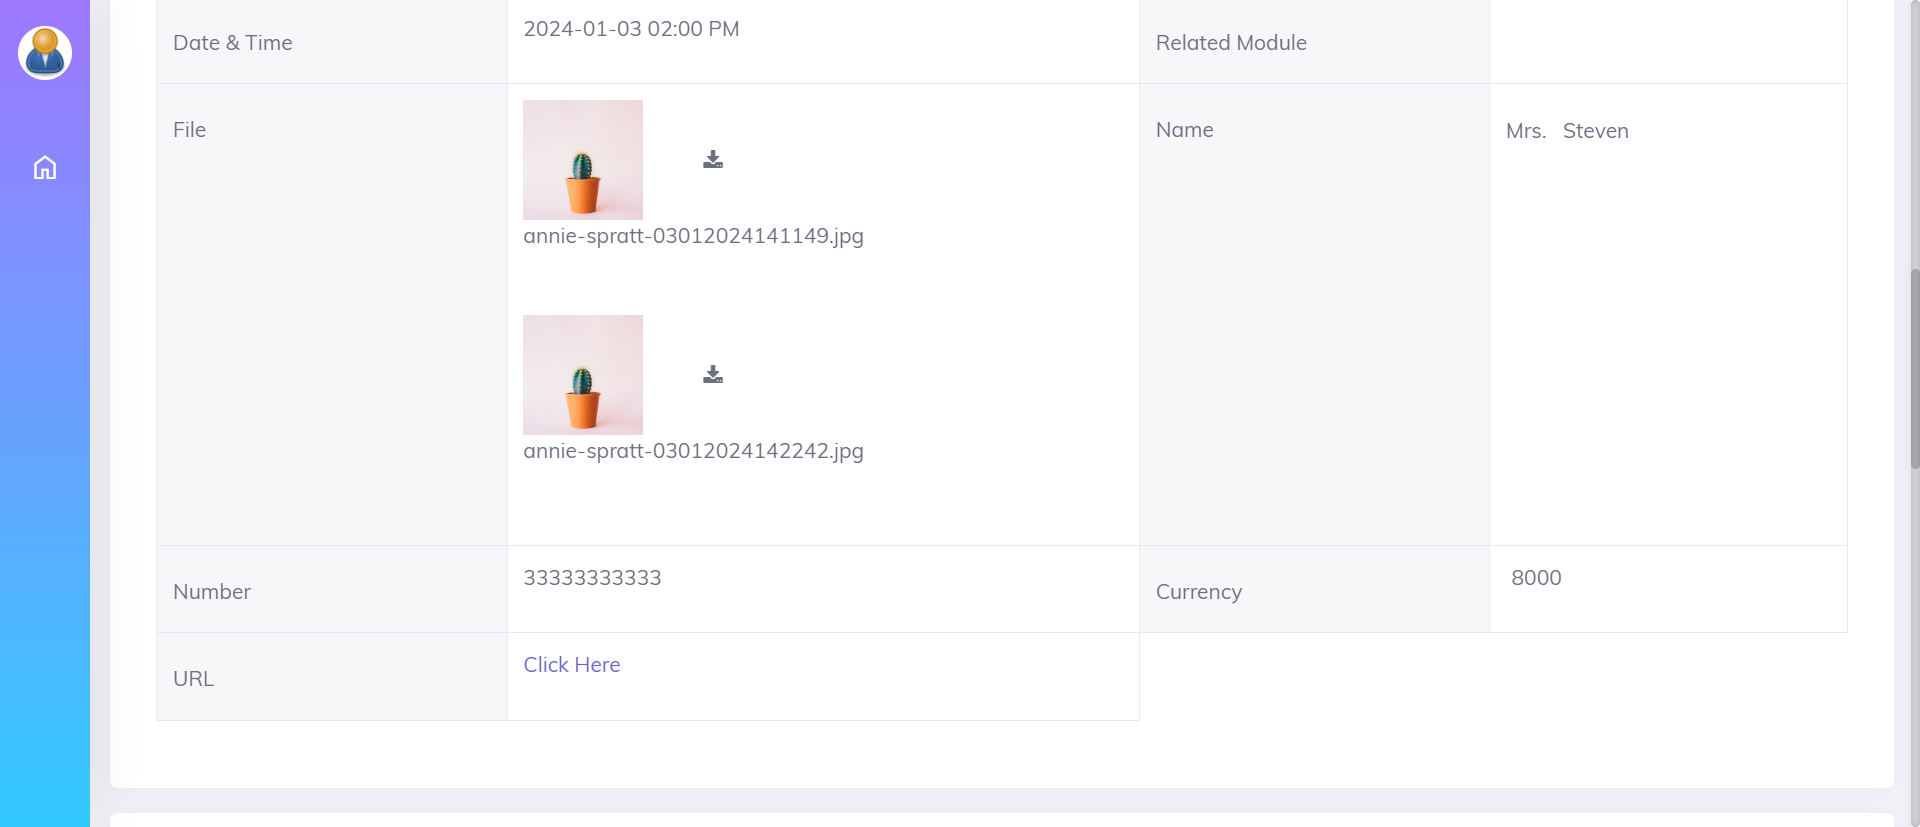 Date & Time
2024-01-03 02:00 PM
Related Module
File
annie-spratt-03012024141149.jpg
annie-spratt-03012024142242.jpg
Name
Mrs. Steven
Number
33333333333
Currency
8000
URL
Click Here